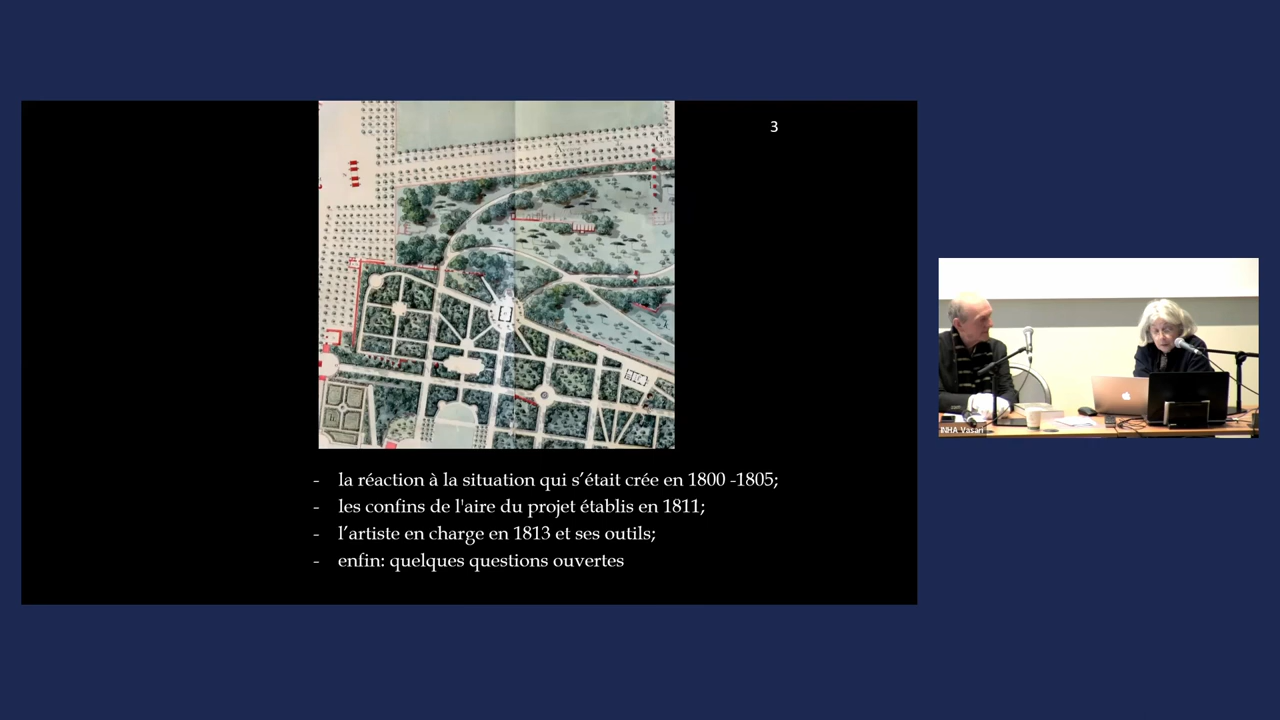 3
- la réaction à la situation qui s’était crée en 1800 -1805;
- les confins de l'aire du projet établis en 1811;
- l’artiste en charge en 1813 et ses outils;
- enfin: quelques questions ouvertes
INHA Vasari